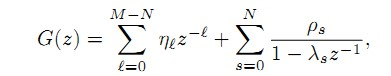 G(z) = \sum_{\ell=0}^{M-N} \eta_\ell z^{-\ell} + \sum_{s=0}^{N} \frac{\rho_s}{1 - \lambda_s z^{-1}},